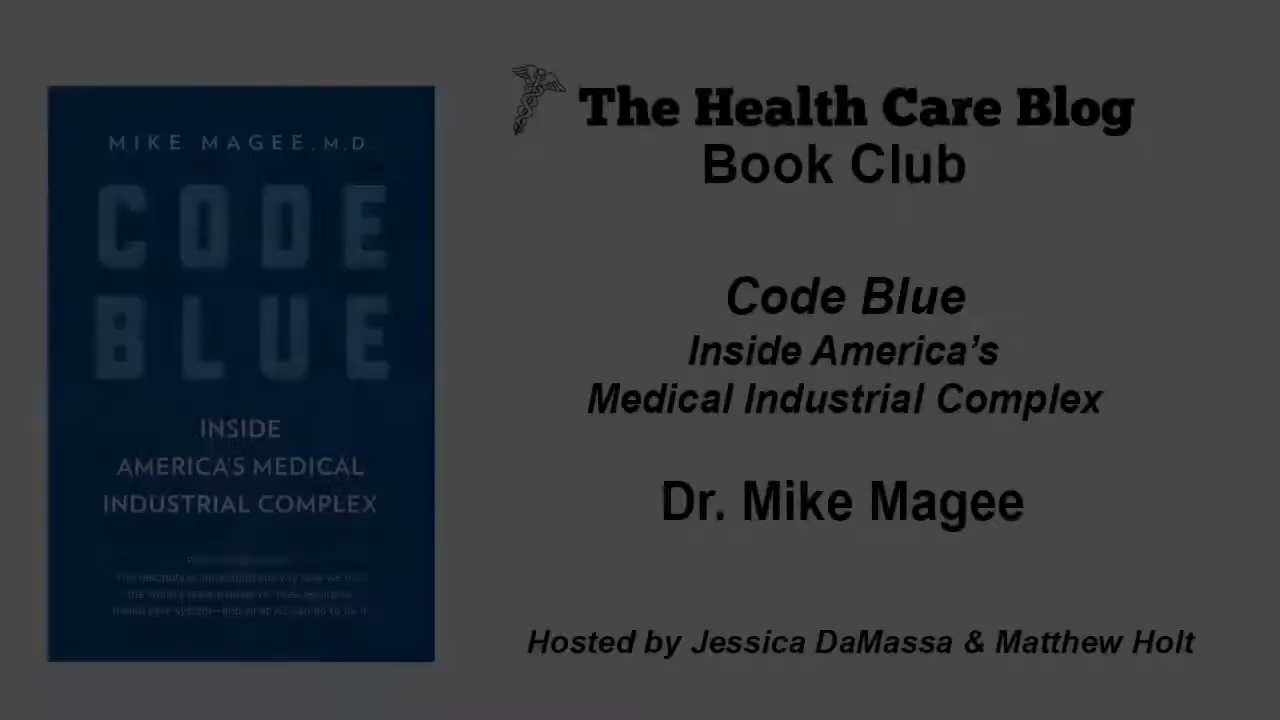 MIKE MAGEE, M.D.
CODE
BLUE
INSIDE
AMERICA'S MEDICAL
INDUSTRIAL COMPLEX
The Health Care Blog
Book Club
Code Blue
Inside America's
Medical Industrial Complex
Dr. Mike Magee
Hosted by Jessica DaMassa & Matthew Holt